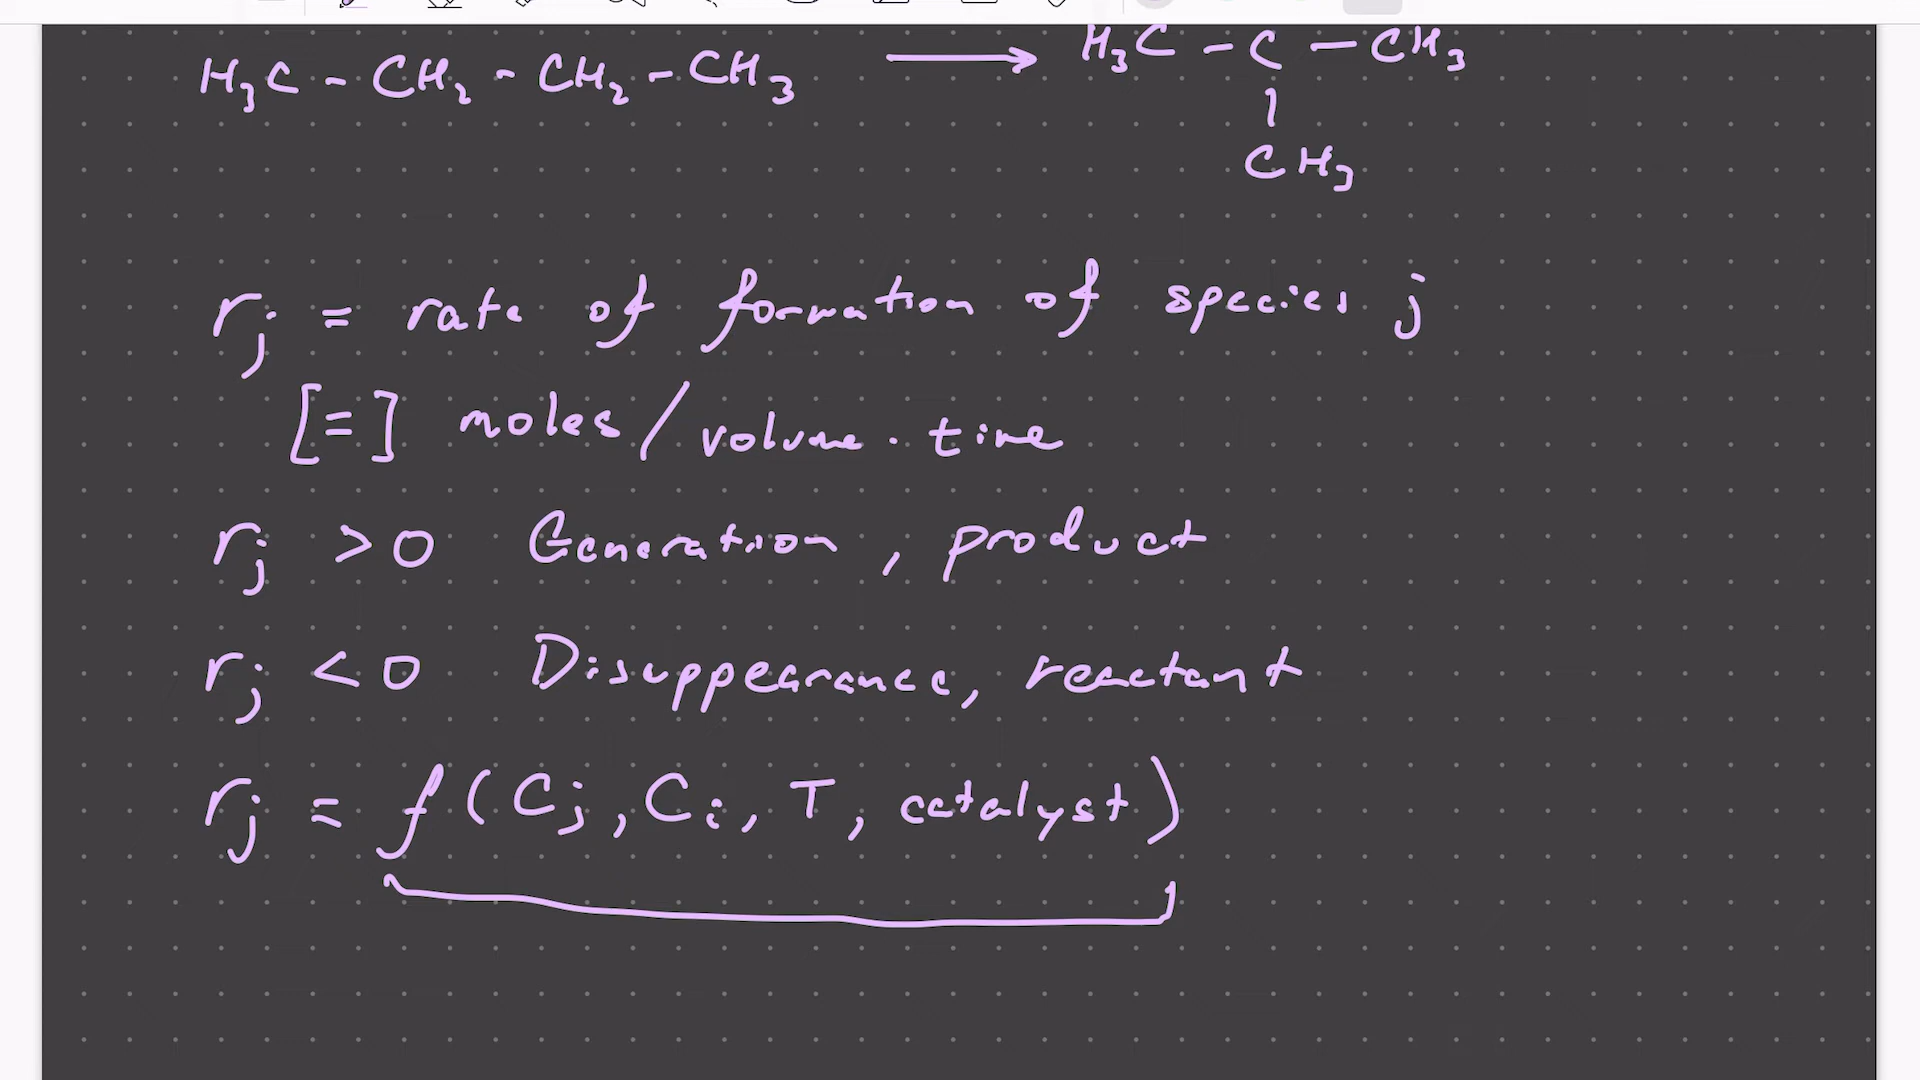 H₃C - CH₂ - CH₂ - CH₃ ⟶ H₃C - C - CH₃
|
CH₃
rⱼ = rate of formation of species j
[=] moles/volume · time
rⱼ > 0 Generation, product
rⱼ < 0 Disappearance, reactant
rⱼ = f(Cⱼ, Cᵢ, T, catalyst)